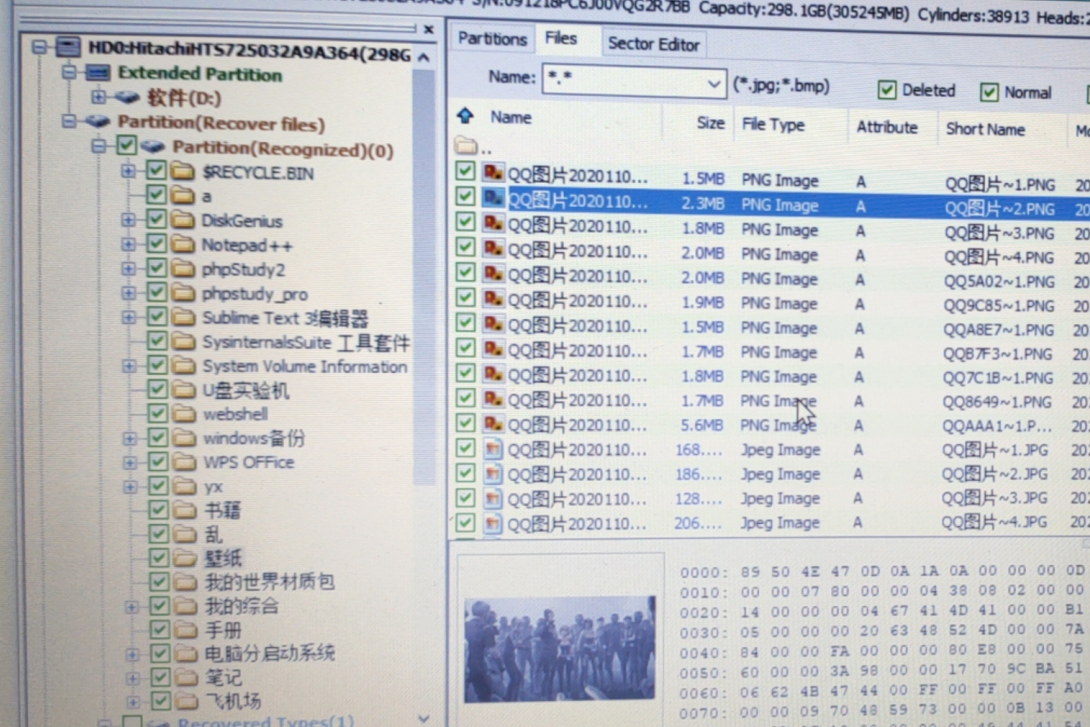 S/N:091218PC6J00VQG2R7BB Capacity:298.1GB(305245MB) Cylinders:38913 Heads:
HD0:HitachiHTS725032A9A364(298G
Extended Partition
软件(D:)
Partition(Recover files)
Partition(Recognized)(0)
$RECYCLE.BIN
a
DiskGenius
Notepad++
phpStudy2
phpstudy_pro
Sublime Text 3编辑器
SysinternalsSuite 工具套件
System Volume Information
U盘实验机
webshell
windows备份
WPS OFFice
yx
书籍
乱
壁纸
我的世界材质包
我的综合
手册
电脑分启动系统
笔记
飞机场
Recovered Types(1)
Partitions Files Sector Editor
Name: *.* (*.jpg;*.bmp) Deleted Normal
Name Size File Type Attribute Short Name
..
QQ图片2020110... 1.5MB PNG Image A QQ图片~1.PNG 20
QQ图片2020110... 2.3MB PNG Image A QQ图片~2.PNG 20
QQ图片2020110... 1.8MB PNG Image A QQ图片~3.PNG 20
QQ图片2020110... 2.0MB PNG Image A QQ图片~4.PNG 20
QQ图片2020110... 2.0MB PNG Image A QQ5A02~1.PNG 20
QQ图片2020110... 1.9MB PNG Image A QQ9C85~1.PNG 20
QQ图片2020110... 1.5MB PNG Image A QQA8E7~1.PNG 20
QQ图片2020110... 1.7MB PNG Image A QQB7F3~1.PNG 20
QQ图片2020110... 1.8MB PNG Image A QQ7C1B~1.PNG 20
QQ图片2020110... 1.7MB PNG Image A QQ8649~1.PNG 20
QQ图片2020110... 5.6MB PNG Image A QQAAA1~1.P... 20
QQ图片2020110... 168.... Jpeg Image A QQ图片~1.JPG 20
QQ图片2020110... 186.... Jpeg Image A QQ图片~2.JPG 20
QQ图片2020110... 128.... Jpeg Image A QQ图片~3.JPG 20
QQ图片2020110... 206.... Jpeg Image A QQ图片~4.JPG 20
0000: 89 50 4E 47 0D 0A 1A 0A 00 00 00 0D
0010: 00 00 07 80 00 00 04 38 08 02 00 00
0020: 14 00 00 00 04 67 41 4D 41 00 00 B1
0030: 05 00 00 00 20 63 48 52 4D 00 00 7A
0040: 84 00 00 FA 00 00 00 80 E8 00 00 75
0050: 60 00 00 3A 98 00 00 17 70 9C BA 51
0060: 06 62 4B 47 44 00 FF 00 FF 00 FF A0
0070: 00 00 09 70 48 59 73 00 00 0B 13 00